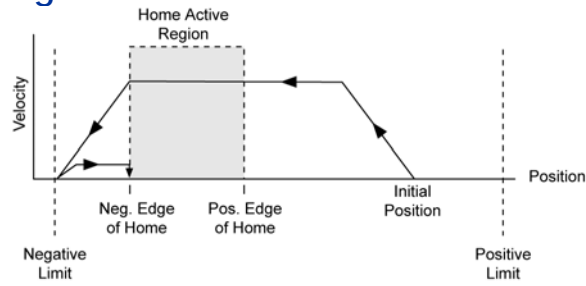 Home Active
Region
Velocity
Position
Neg. Edge
of Home
Pos. Edge
of Home
Initial
Position
Negative
Limit
Positive
Limit